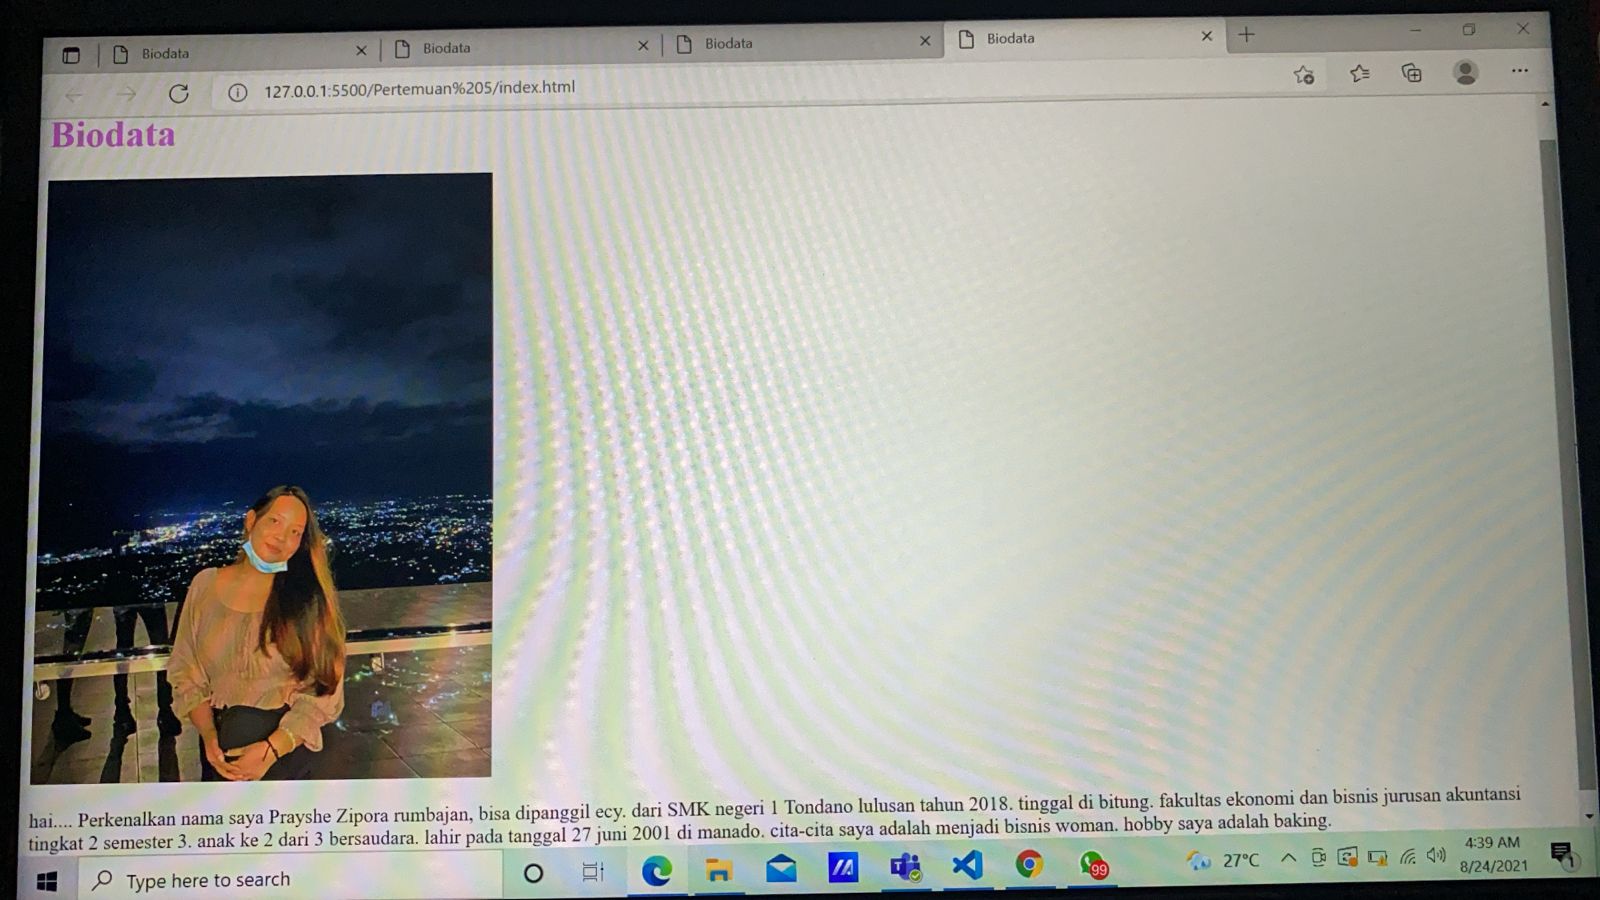 Biodata
Biodata
Biodata
Biodata
127.0.0.1:5500/Pertemuan%205/index.html
Biodata
hai.... Perkenalkan nama saya Prayshe Zipora rumbajan, bisa dipanggil ecy. dari SMK negeri 1 Tondano lulusan tahun 2018. tinggal di bitung. fakultas ekonomi dan bisnis jurusan akuntansi
tingkat 2 semester 3. anak ke 2 dari 3 bersaudara. lahir pada tanggal 27 juni 2001 di manado. cita-cita saya adalah menjadi bisnis woman. hobby saya adalah baking.
Type here to search
99
27°C
4:39 AM
8/24/2021
1